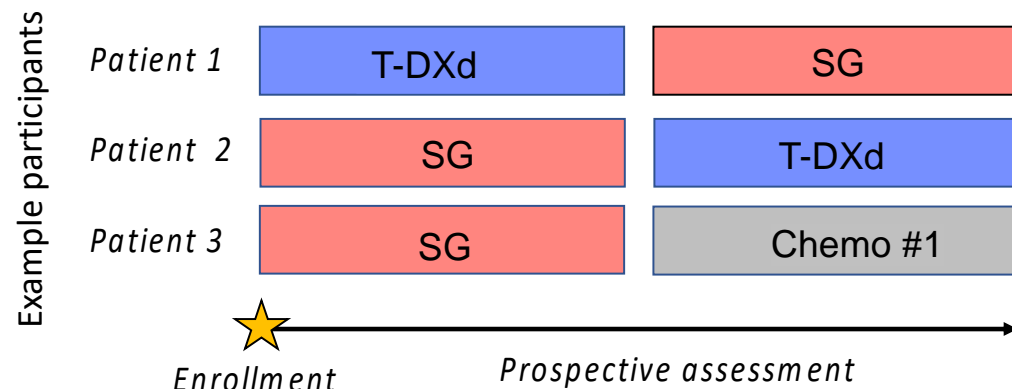 Example participants
Patient 1
T-DXd
SG
Patient 2
SG
T-DXd
Patient 3
SG
Chemo #1
Enrollment
Prospective assessment